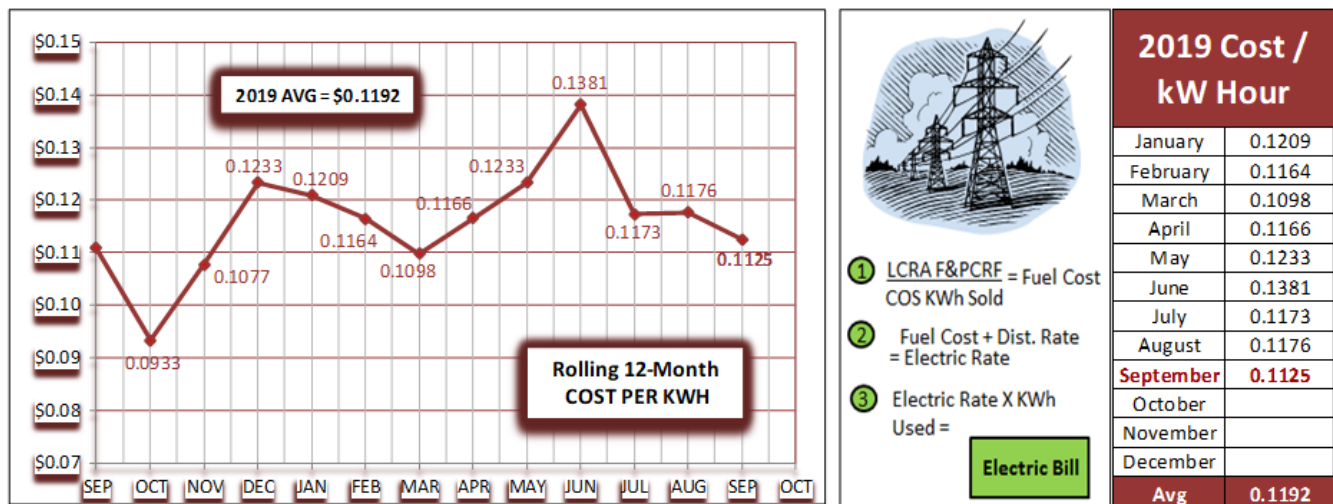 $0.15
$0.14
$0.13
$0.12
$0.11
$0.10
$0.09
$0.08
$0.07
2019 AVG = $0.1192
0.0933
0.1077
0.1233
0.1209
0.1164
0.1098
0.1166
0.1233
0.1381
0.1173
0.1176
0.1125
Rolling 12-Month
COST PER KWH
SEP OCT NOV DEC JAN FEB MAR APR MAY JUN JUL AUG SEP OCT
1 LCRA F&PCRF = Fuel Cost
COS KWh Sold
2 Fuel Cost + Dist. Rate
= Electric Rate
3 Electric Rate X KWh
Used =
Electric Bill
2019 Cost /
kW Hour
January 0.1209
February 0.1164
March 0.1098
April 0.1166
May 0.1233
June 0.1381
July 0.1173
August 0.1176
September 0.1125
October
November
December
Avg 0.1192